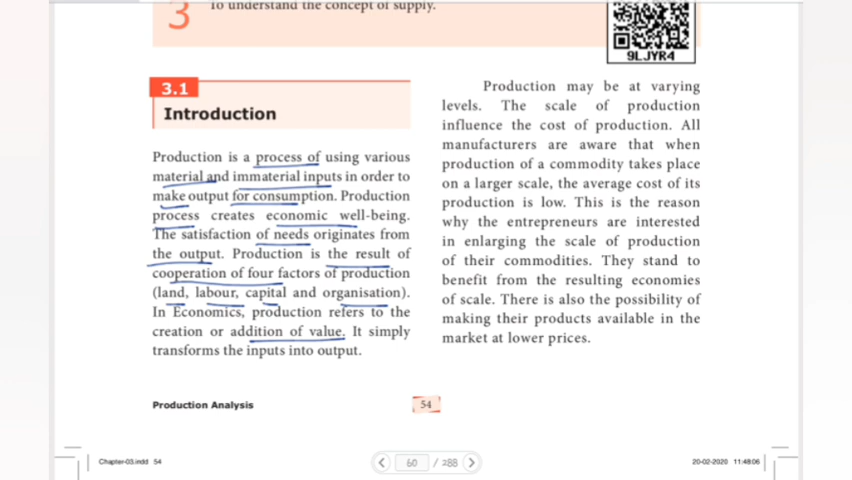 3
To understand the concept of supply.
9LJYR4
3.1
Introduction
Production is a process of using various
material and immaterial inputs in order to
make output for consumption. Production
process creates economic well-being.
The satisfaction of needs originates from
the output. Production is the result of
cooperation of four factors of production
(land, labour, capital and organisation).
In Economics, production refers to the
creation or addition of value. It simply
transforms the inputs into output.
Production may be at varying
levels. The scale of production
influence the cost of production. All
manufacturers are aware that when
production of a commodity takes place
on a larger scale, the average cost of its
production is low. This is the reason
why the entrepreneurs are interested
in enlarging the scale of production
of their commodities. They stand to
benefit from the resulting economies
of scale. There is also the possibility of
making their products available in the
market at lower prices.
Production Analysis
54
Chapter-03.indd 54
60 / 288
20-02-2020 11:48:06